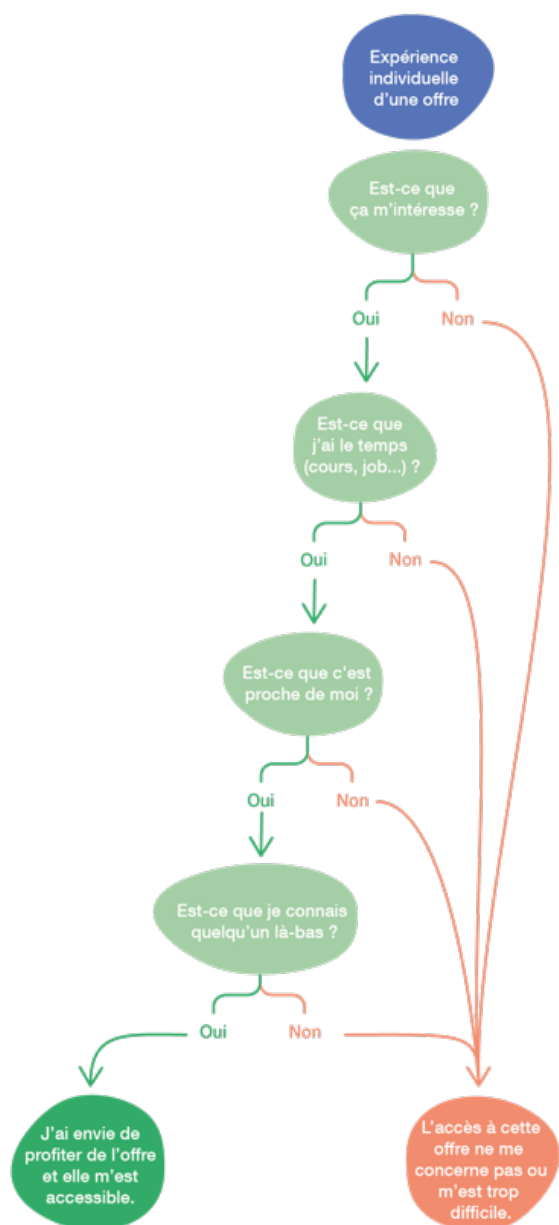 Expérience
individuelle
d'une offre
Est-ce que
ça m'intéresse ?
Oui
Non
Est-ce que
j'ai le temps
(cours, job...) ?
Oui
Non
Est-ce que c'est
proche de moi ?
Oui
Non
Est-ce que je connais
quelqu'un là-bas ?
Oui
Non
J'ai envie de
profiter de l'offre
et elle m'est
accessible.
L'accès à cette
offre ne me
concerne pas ou
m'est trop
difficile.